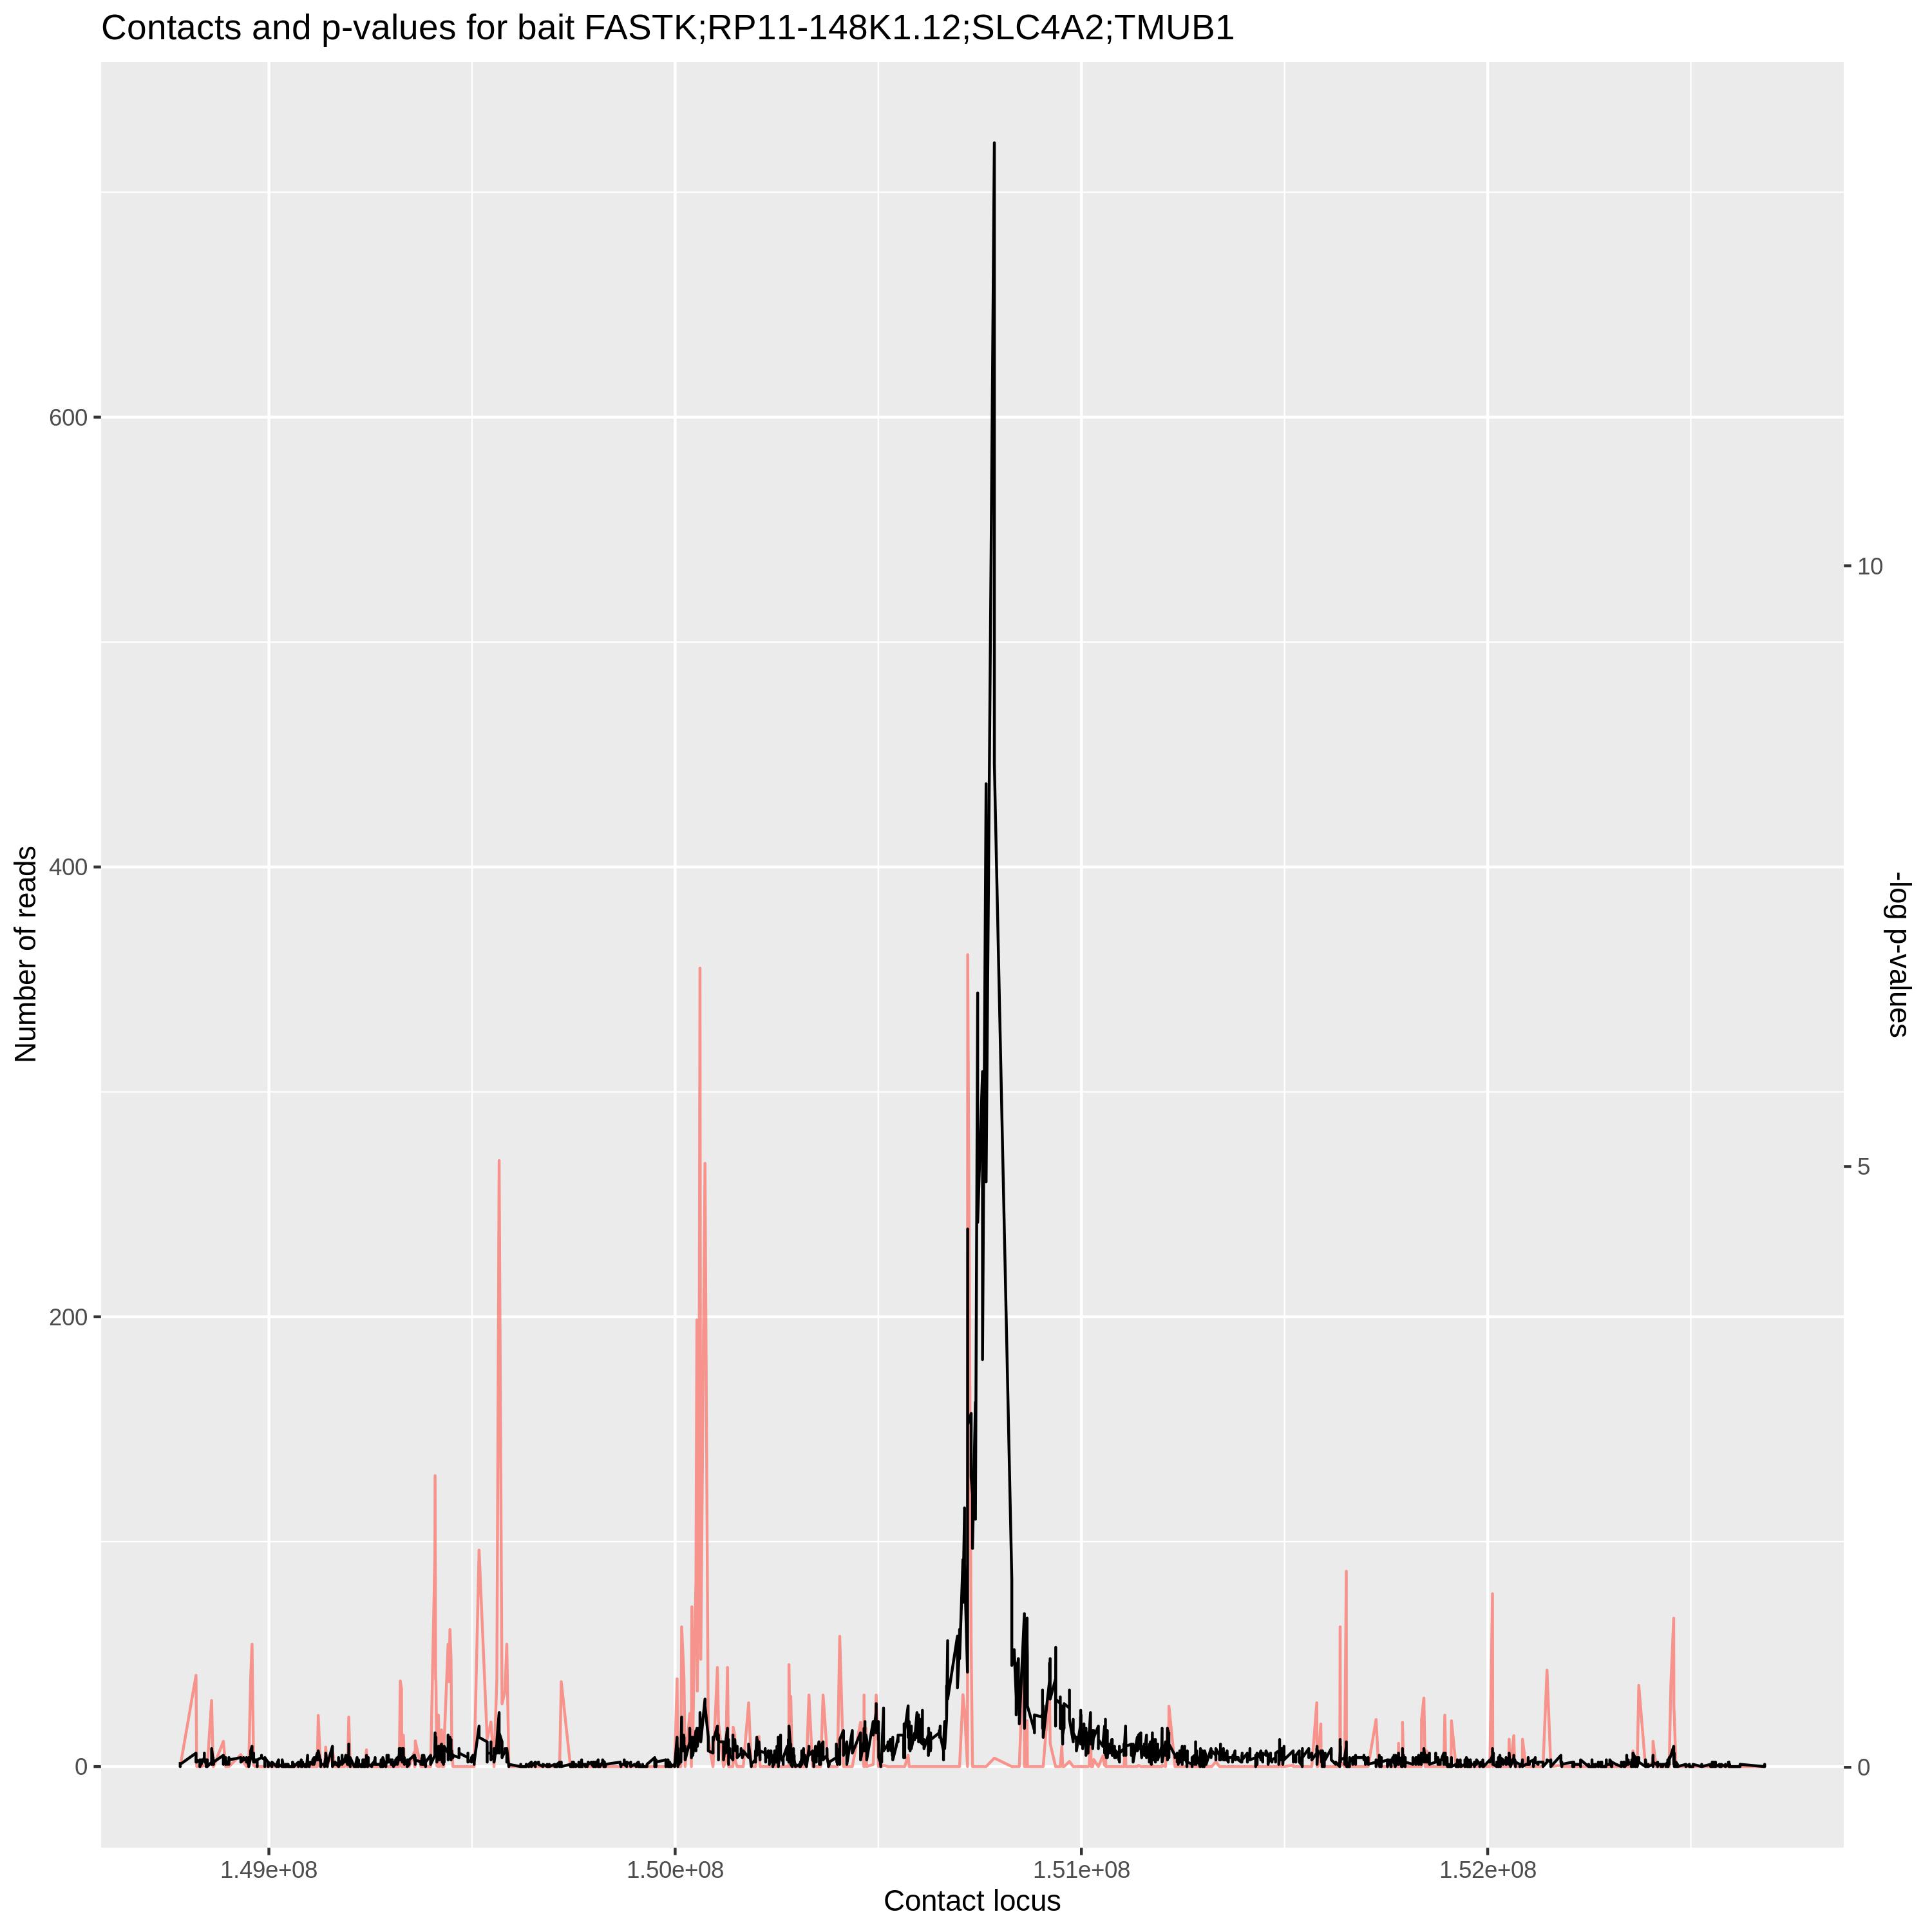 Contacts and p-values for bait FASTK;RP11-148K1.12;SLC4A2;TMUB1
600
400
200
0
Number of reads
10
5
0
-log p-values
1.49e+08
1.50e+08
1.51e+08
1.52e+08
Contact locus